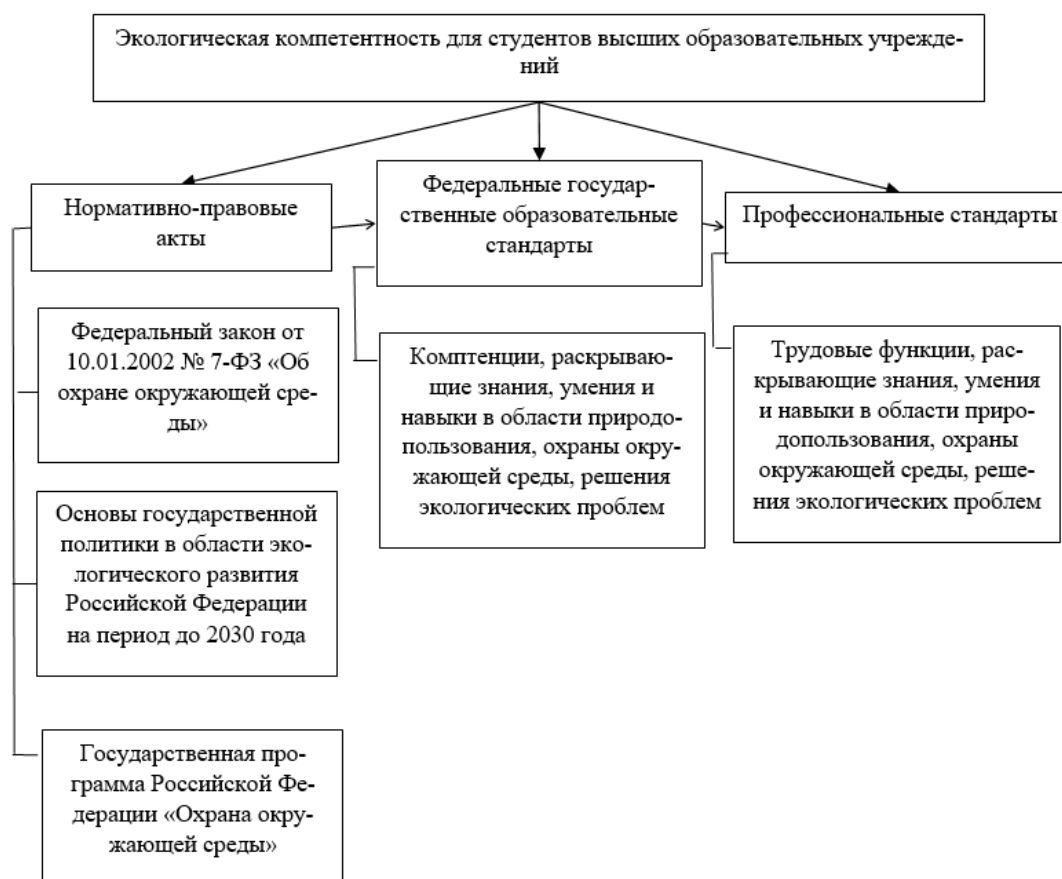 Экологическая компетентность для студентов высших образовательных учрежде-
ний
Нормативно-правовые
акты
Федеральные государ-
ственные образовательные
стандарты
Профессиональные стандарты
Федеральный закон от
10.01.2002 № 7-ФЗ «Об
охране окружающей сре-
ды»
Комптенции, раскрываю-
щие знания, умения и
навыки в области природо-
пользования, охраны окру-
жающей среды, решения
экологических проблем
Трудовые функции, рас-
крывающие знания, умения
и навыки в области приро-
допользования, охраны
окружающей среды, реше-
ния экологических проблем
Основы государственной
политики в области эко-
логического развития
Российской Федерации
на период до 2030 года
Государственная про-
грамма Российской Фе-
дерации «Охрана окру-
жающей среды»